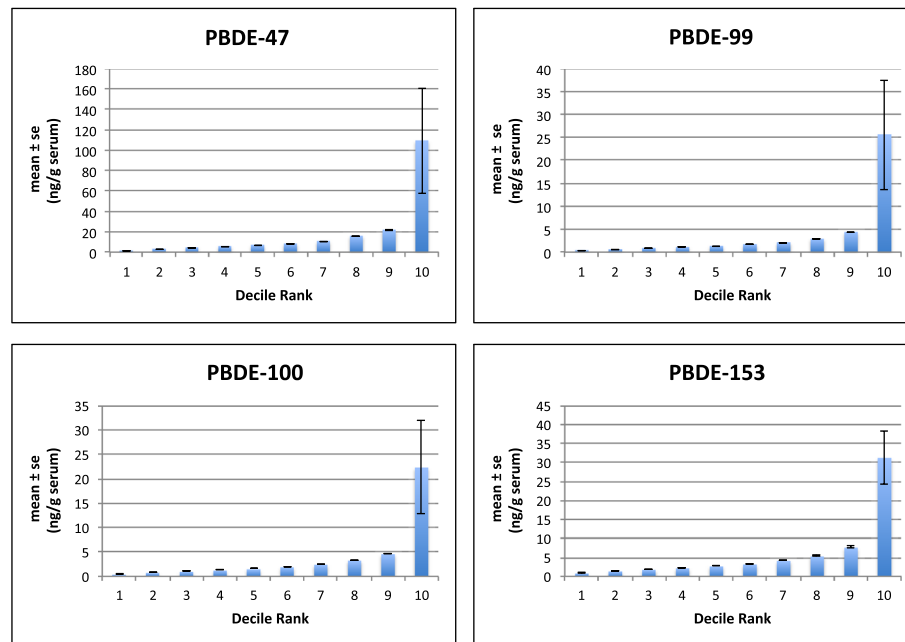 PBDE-47
mean ± se
(ng/g serum)
180
160
140
120
100
80
60
40
20
0
1 2 3 4 5 6 7 8 9 10
Decile Rank
PBDE-99
mean ± se
(ng/g serum)
40
35
30
25
20
15
10
5
0
1 2 3 4 5 6 7 8 9 10
Decile Rank
PBDE-100
mean ± se
(ng/g serum)
35
30
25
20
15
10
5
0
1 2 3 4 5 6 7 8 9 10
Decile Rank
PBDE-153
mean ± se
(ng/g serum)
45
40
35
30
25
20
15
10
5
0
1 2 3 4 5 6 7 8 9 10
Decile Rank